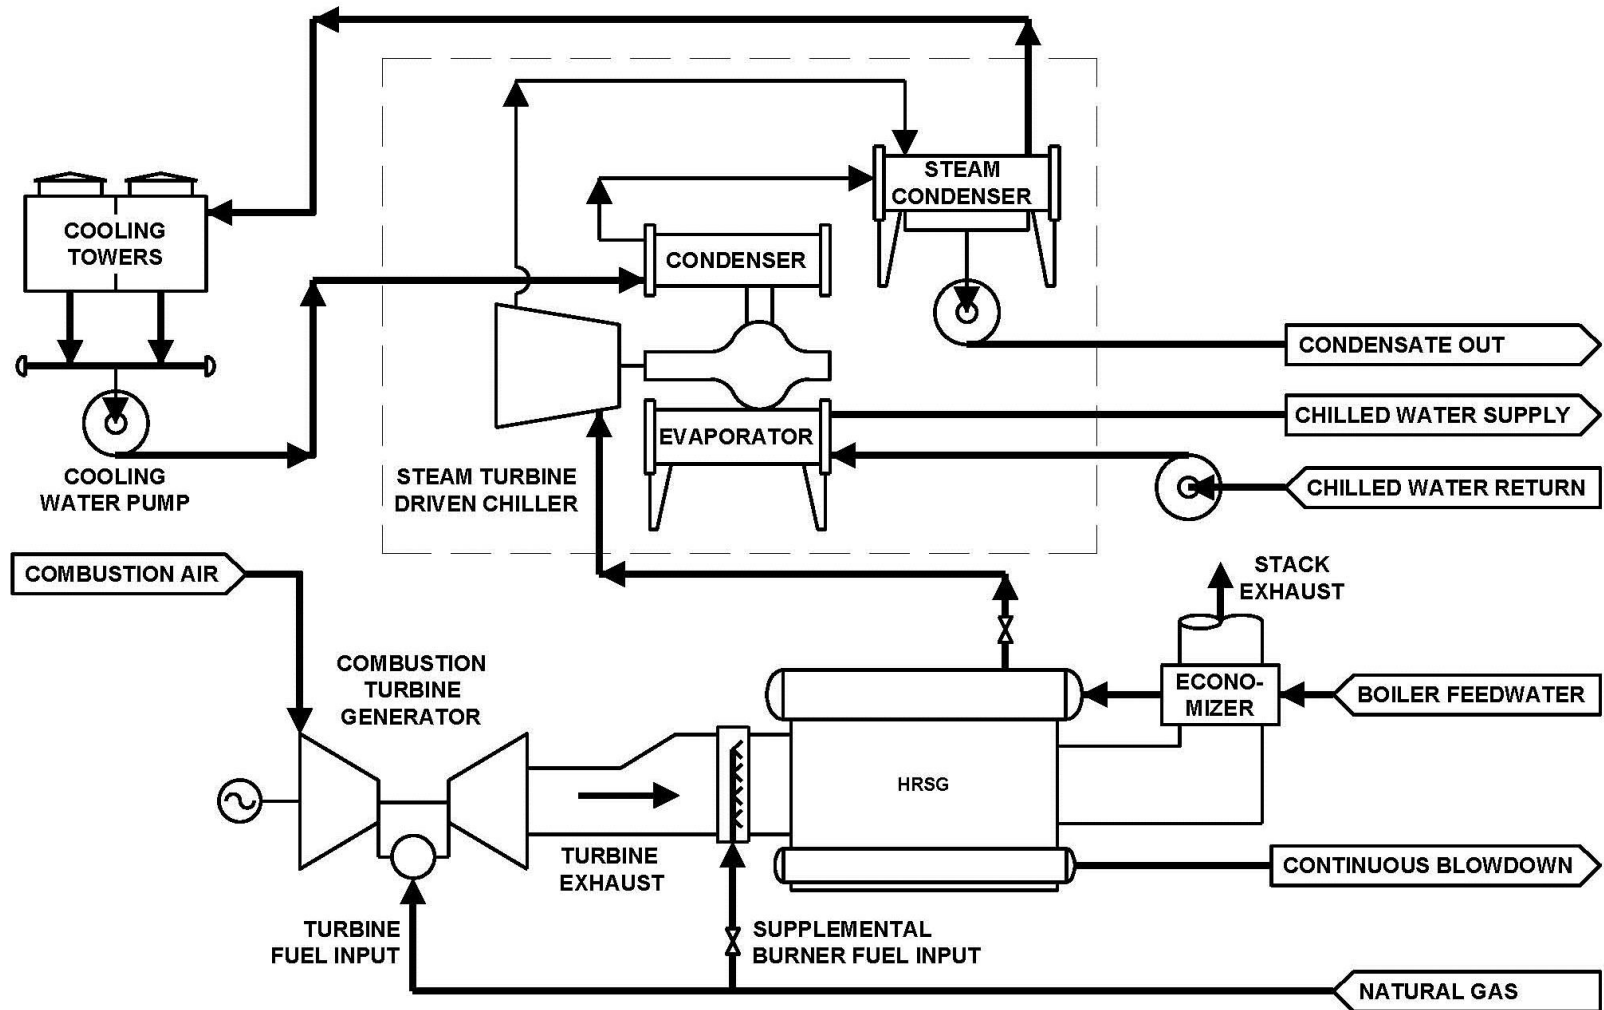 STEAM
CONDENSER
COOLING
TOWERS
CONDENSER
CONDENSATE OUT
CHILLED WATER SUPPLY
EVAPORATOR
COOLING
WATER PUMP
STEAM TURBINE
DRIVEN CHILLER
CHILLED WATER RETURN
COMBUSTION AIR
STACK
EXHAUST
COMBUSTION
TURBINE
GENERATOR
ECONO-
MIZER
BOILER FEEDWATER
HRSG
TURBINE
EXHAUST
CONTINUOUS BLOWDOWN
TURBINE
FUEL INPUT
SUPPLEMENTAL
BURNER FUEL INPUT
NATURAL GAS